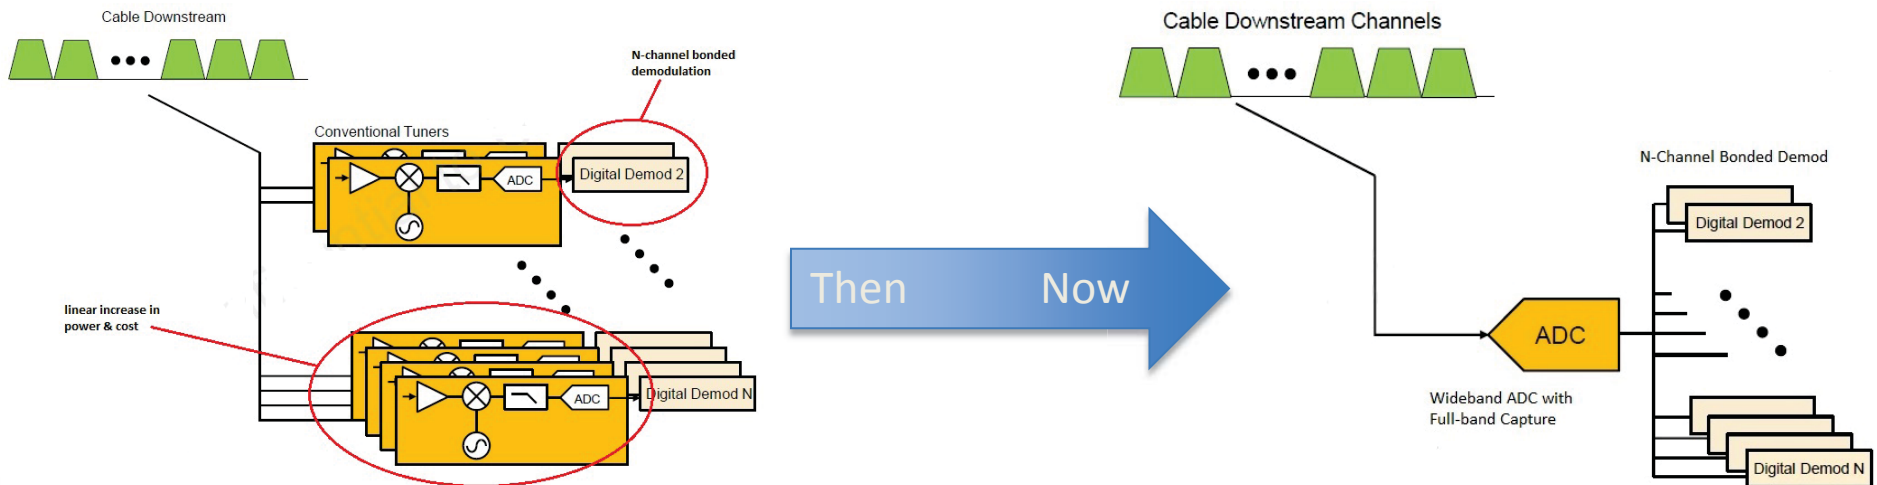 Cable Downstream
N-channel bonded
demodulation
Conventional Tuners
ADC
Digital Demod 2
linear increase in
power & cost
ADC
Digital Demod N
Then
Now
Cable Downstream Channels
N-Channel Bonded Demod
Digital Demod 2
ADC
Wideband ADC with
Full-band Capture
Digital Demod N